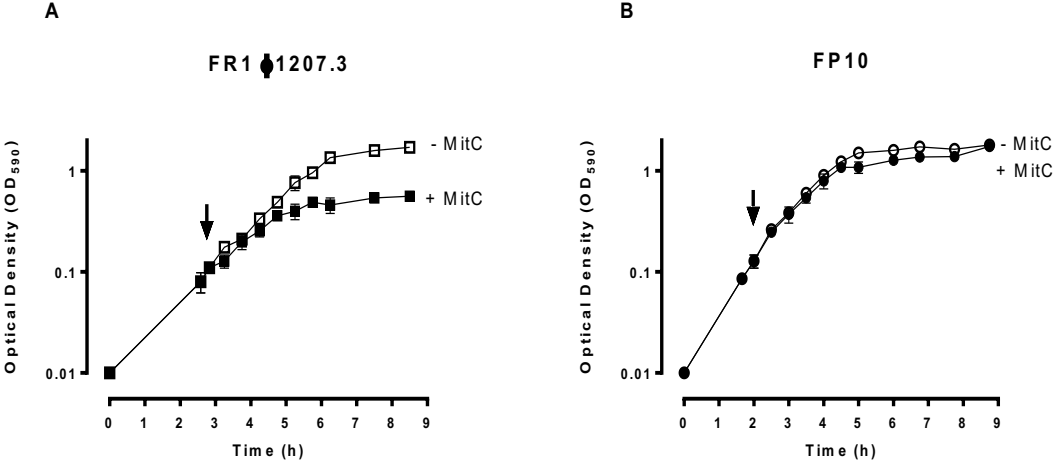 A
FR1 1207.3
- MitC
+ MitC
Optical Density (OD590)
1
0.1
0.01
0 1 2 3 4 5 6 7 8 9
Time (h)
B
FP10
- MitC
+ MitC
Optical Density (OD590)
1
0.1
0.01
0 1 2 3 4 5 6 7 8 9
Time (h)